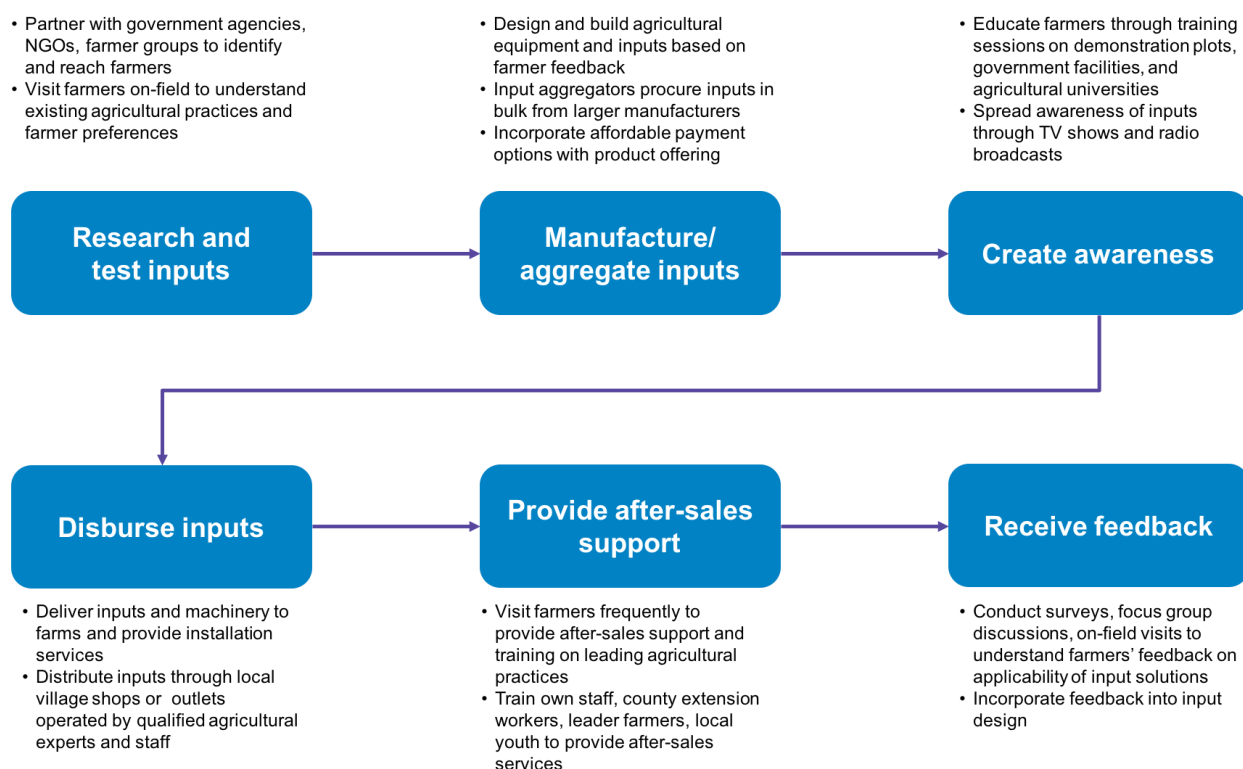 • Partner with government agencies,
NGOs, farmer groups to identify
and reach farmers
• Visit farmers on-field to understand
existing agricultural practices and
farmer preferences
• Design and build agricultural
equipment and inputs based on
farmer feedback
• Input aggregators procure inputs in
bulk from larger manufacturers
• Incorporate affordable payment
options with product offering
• Educate farmers through training
sessions on demonstration plots,
government facilities, and
agricultural universities
• Spread awareness of inputs
through TV shows and radio
broadcasts
Research and
test inputs
Manufacture/
aggregate inputs
Create awareness
Disburse inputs
Provide after-sales
support
Receive feedback
• Deliver inputs and machinery to
farms and provide installation
services
• Distribute inputs through local
village shops or outlets
operated by qualified agricultural
experts and staff
• Visit farmers frequently to
provide after-sales support and
training on leading agricultural
practices
• Train own staff, county extension
workers, leader farmers, local
youth to provide after-sales
services
• Conduct surveys, focus group
discussions, on-field visits to
understand farmers' feedback on
applicability of input solutions
• Incorporate feedback into input
design